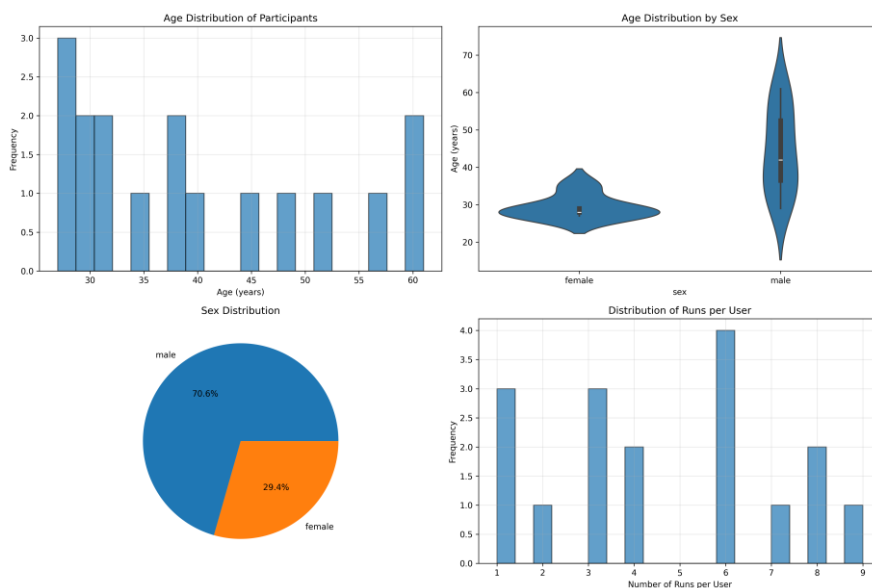 Age Distribution of Participants
3.0
2.5
2.0
1.5
1.0
0.5
0.0
Frequency
30 35 40 45 50 55 60
Age (years)
Age Distribution by Sex
70
60
50
40
30
20
Age (years)
female male
sex
Sex Distribution
male
70.6%
29.4%
female
Distribution of Runs per User
4.0
3.5
3.0
2.5
2.0
1.5
1.0
0.5
0.0
Frequency
1 2 3 4 5 6 7 8 9
Number of Runs per User